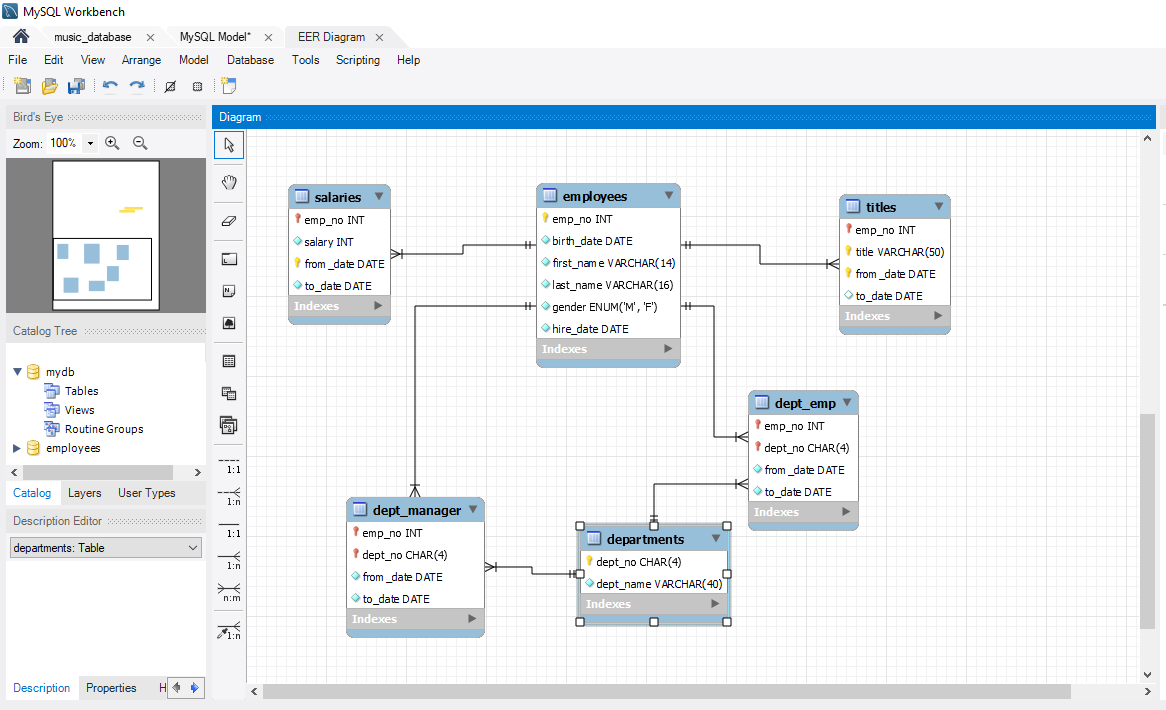 MySQL Workbench
music_database
MySQL Model*
EER Diagram
File Edit View Arrange Model Database Tools Scripting Help
Bird's Eye
Zoom: 100%
Catalog Tree
mydb
Tables
Views
Routine Groups
employees
Catalog Layers User Types
Description Editor
departments: Table
Description Properties H
Diagram
1:1
1:n
1:1
1:n
n:m
1:n
salaries
emp_no INT
salary INT
from_date DATE
to_date DATE
Indexes
employees
emp_no INT
birth_date DATE
first_name VARCHAR(14)
last_name VARCHAR(16)
gender ENUM('M', 'F')
hire_date DATE
Indexes
titles
emp_no INT
title VARCHAR(50)
from_date DATE
to_date DATE
Indexes
dept_emp
emp_no INT
dept_no CHAR(4)
from_date DATE
to_date DATE
Indexes
dept_manager
emp_no INT
dept_no CHAR(4)
from_date DATE
to_date DATE
Indexes
departments
dept_no CHAR(4)
dept_name VARCHAR(40)
Indexes